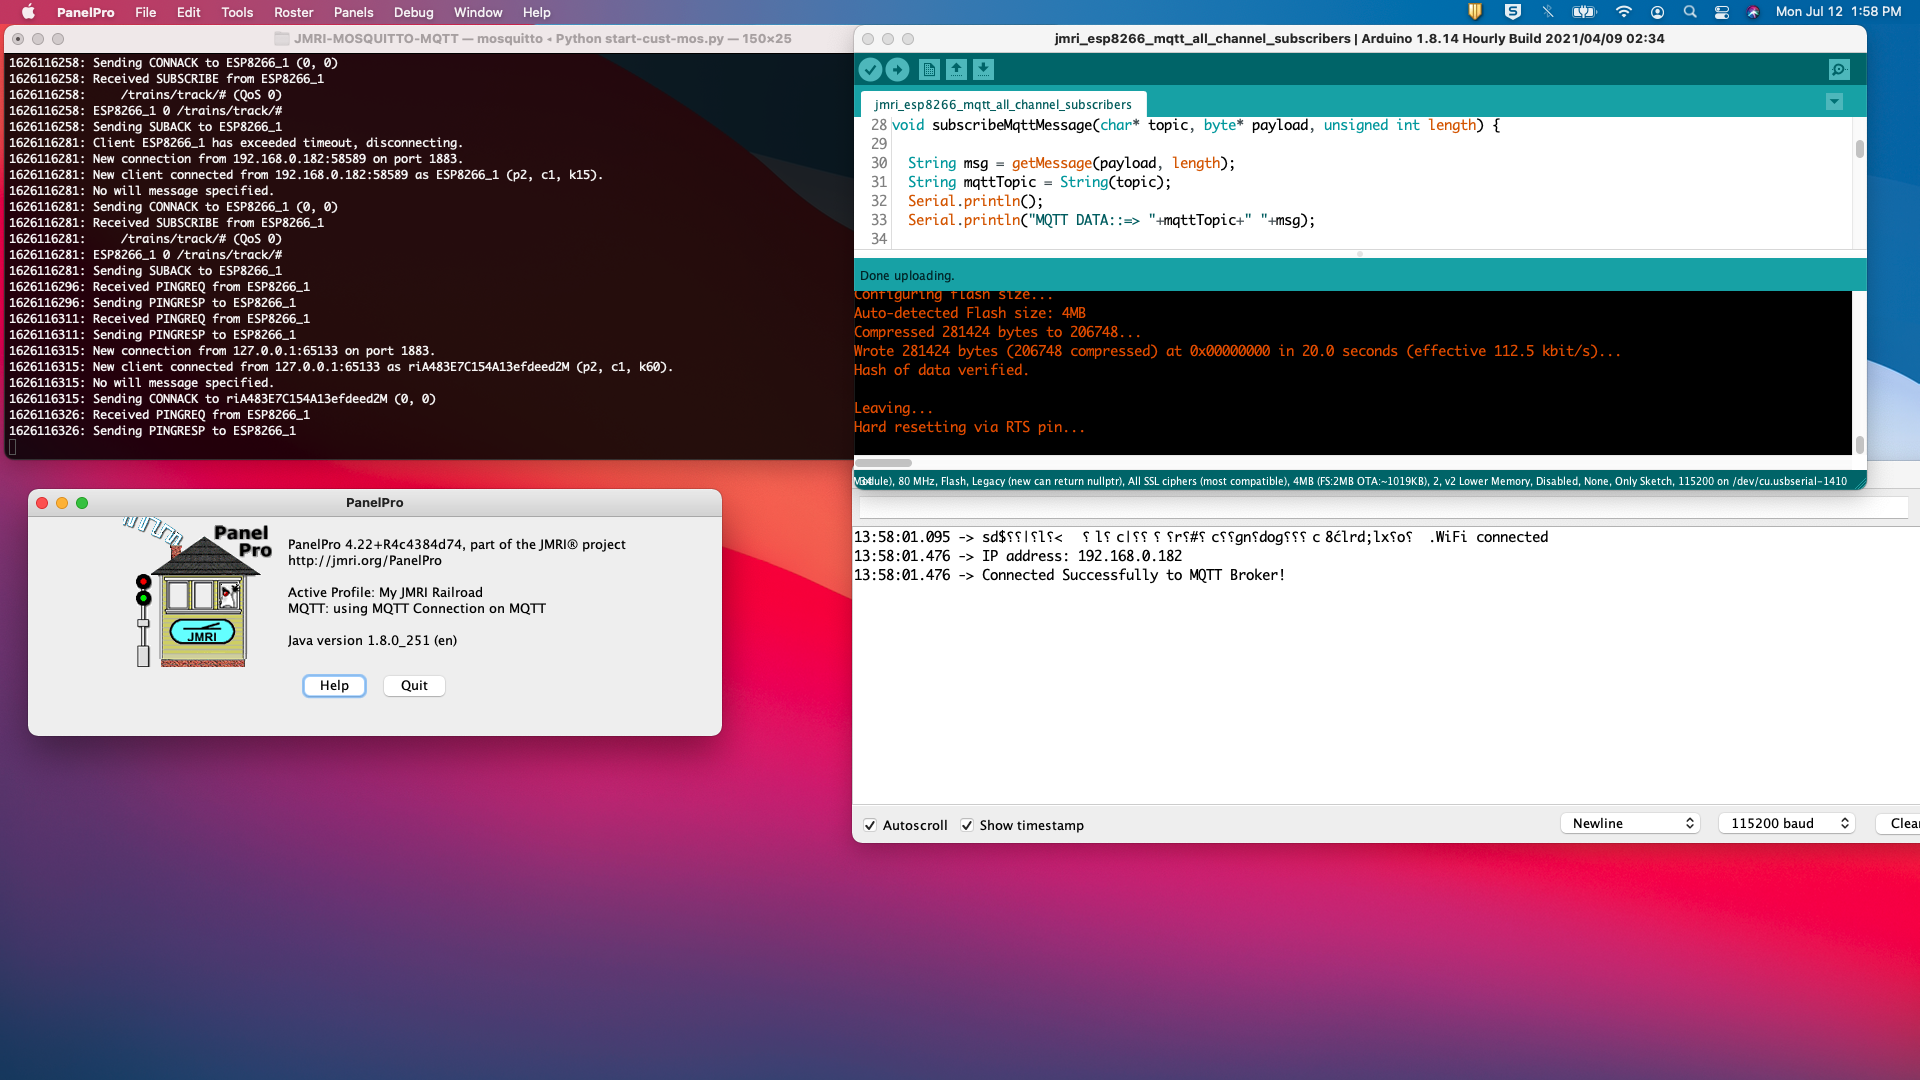 PanelPro File Edit Tools Roster Panels Debug Window Help Mon Jul 12 1:58 PM
JMRI-MOSQUITTO-MQTT — mosquitto ◂ Python start-cust-mos.py — 150×25
1626116258: Sending CONNACK to ESP8266_1 (0, 0)
1626116258: Received SUBSCRIBE from ESP8266_1
1626116258:     /trains/track/# (QoS 0)
1626116258: ESP8266_1 0 /trains/track/#
1626116258: Sending SUBACK to ESP8266_1
1626116281: Client ESP8266_1 has exceeded timeout, disconnecting.
1626116281: New connection from 192.168.0.182:58589 on port 1883.
1626116281: New client connected from 192.168.0.182:58589 as ESP8266_1 (p2, c1, k15).
1626116281: No will message specified.
1626116281: Sending CONNACK to ESP8266_1 (0, 0)
1626116281: Received SUBSCRIBE from ESP8266_1
1626116281:     /trains/track/# (QoS 0)
1626116281: ESP8266_1 0 /trains/track/#
1626116281: Sending SUBACK to ESP8266_1
1626116296: Received PINGREQ from ESP8266_1
1626116296: Sending PINGRESP to ESP8266_1
1626116311: Received PINGREQ from ESP8266_1
1626116311: Sending PINGRESP to ESP8266_1
1626116315: New connection from 127.0.0.1:65133 on port 1883.
1626116315: New client connected from 127.0.0.1:65133 as riA483E7C154A13efdeed2M (p2, c1, k60).
1626116315: No will message specified.
1626116315: Sending CONNACK to riA483E7C154A13efdeed2M (0, 0)
1626116326: Received PINGREQ from ESP8266_1
1626116326: Sending PINGRESP to ESP8266_1
jmri_esp8266_mqtt_all_channel_subscribers | Arduino 1.8.14 Hourly Build 2021/04/09 02:34
jmri_esp8266_mqtt_all_channel_subscribers
28 void subscribeMqttMessage(char* topic, byte* payload, unsigned int length) {
29
30   String msg = getMessage(payload, length);
31   String mqttTopic = String(topic);
32   Serial.println();
33   Serial.println("MQTT DATA::=> "+mqttTopic+" "+msg);
34
Done uploading.
Configuring flash size...
Auto-detected Flash size: 4MB
Compressed 281424 bytes to 206748...
Wrote 281424 bytes (206748 compressed) at 0x00000000 in 20.0 seconds (effective 112.5 kbit/s)...
Hash of data verified.
Leaving...
Hard resetting via RTS pin...
80 MHz, Flash, Legacy (new can return nullptr), All SSL ciphers (most compatible), 4MB (FS:2MB OTA:~1019KB), 2, v2 Lower Memory, Disabled, None, Only Sketch, 115200 on /dev/cu.usbserial-1410
PanelPro
Panel
Pro
JMRI
PanelPro 4.22+R4c4384d74, part of the JMRI® project
http://jmri.org/PanelPro
Active Profile: My JMRI Railroad
MQTT: using MQTT Connection on MQTT
Java version 1.8.0_251 (en)
Help Quit
13:58:01.095 -> .WiFi connected
13:58:01.476 -> IP address: 192.168.0.182
13:58:01.476 -> Connected Successfully to MQTT Broker!
Autoscroll Show timestamp Newline 115200 baud Clea